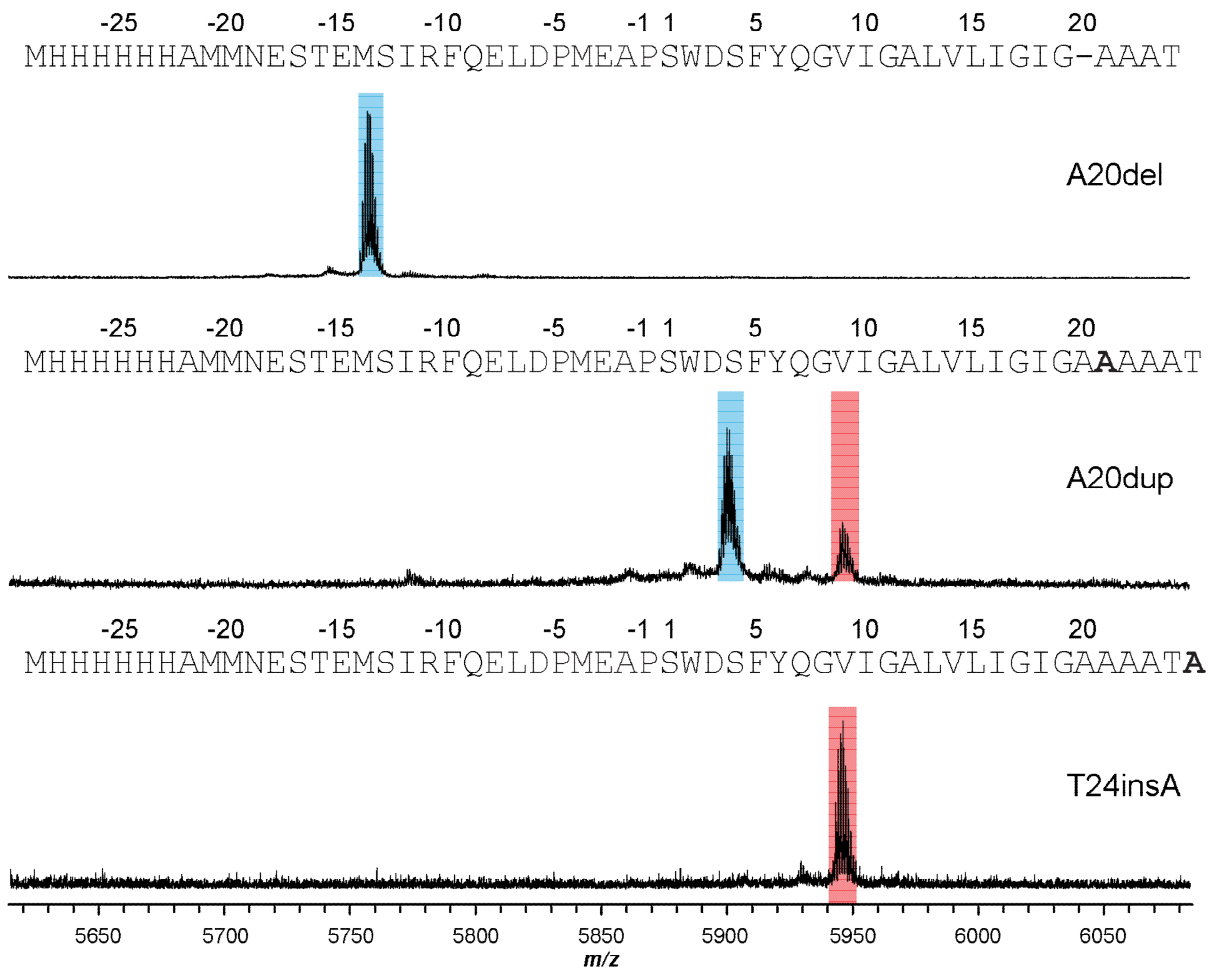 -25 -20 -15 -10 -5 -1 1 5 10 15 20
MHHHHHHAMMNESTEMSIRFQELDPMEAPSWDSFYQGVIGALVLIGIG–AAAT
A20del
-25 -20 -15 -10 -5 -1 1 5 10 15 20
MHHHHHHAMMNESTEMSIRFQELDPMEAPSWDSFYQGVIGALVLIGIGAAAAAT
A20dup
-25 -20 -15 -10 -5 -1 1 5 10 15 20
MHHHHHHAMMNESTEMSIRFQELDPMEAPSWDSFYQGVIGALVLIGIGAAAATA
T24insA
5650 5700 5750 5800 5850 5900 5950 6000 6050
m/z